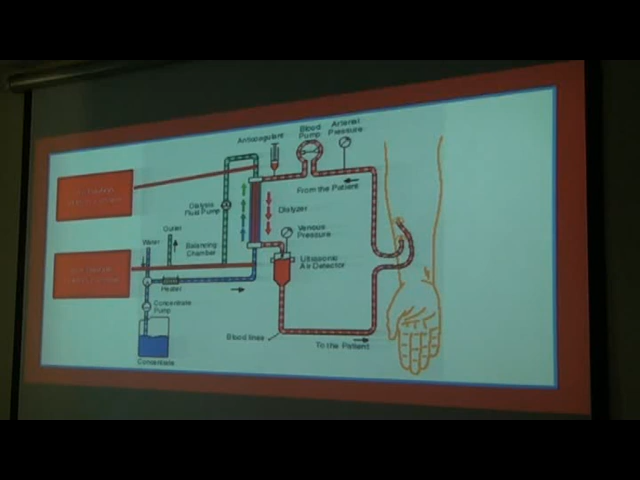 Anticoagulant
Blood
Pump
Arterial
Pressure
From the Patient
Dialysis
Fluid Pump
Dialyzer
Venous
Pressure
Outlet
Water
Balancing
Chamber
Ultrasonic
Air Detector
Heater
Concentrate
Pump
Blood lines
To the Patient
Concentrate